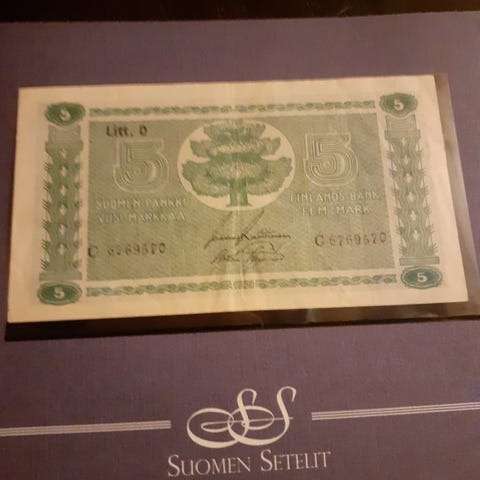 5 5
Litt. D
5 5
SUOMEN PANKKI FINLANDS BANK
VIISI MARKKAA FEM MARK
C 6769570 C 6769570
5 5
SS
SUOMEN SETELIT